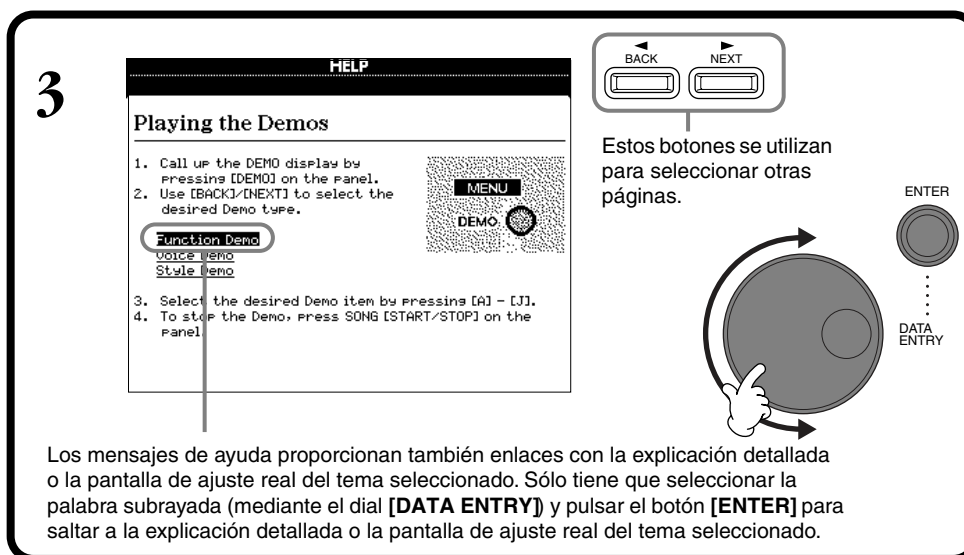 3
HELP
Playing the Demos
1. Call up the DEMO display by
pressing [DEMO] on the panel.
2. Use [BACK]/[NEXT] to select the
desired Demo type.
Function Demo
Voice Demo
Style Demo
3. Select the desired Demo item by pressing [A] – [J].
4. To stop the Demo, press SONG [START/STOP] on the
panel.
MENU
DEMO
BACK
NEXT
Estos botones se utilizan
para seleccionar otras
páginas.
ENTER
DATA
ENTRY
Los mensajes de ayuda proporcionan también enlaces con la explicación detallada
o la pantalla de ajuste real del tema seleccionado. Sólo tiene que seleccionar la
palabra subrayada (mediante el dial [DATA ENTRY]) y pulsar el botón [ENTER] para
saltar a la explicación detallada o la pantalla de ajuste real del tema seleccionado.